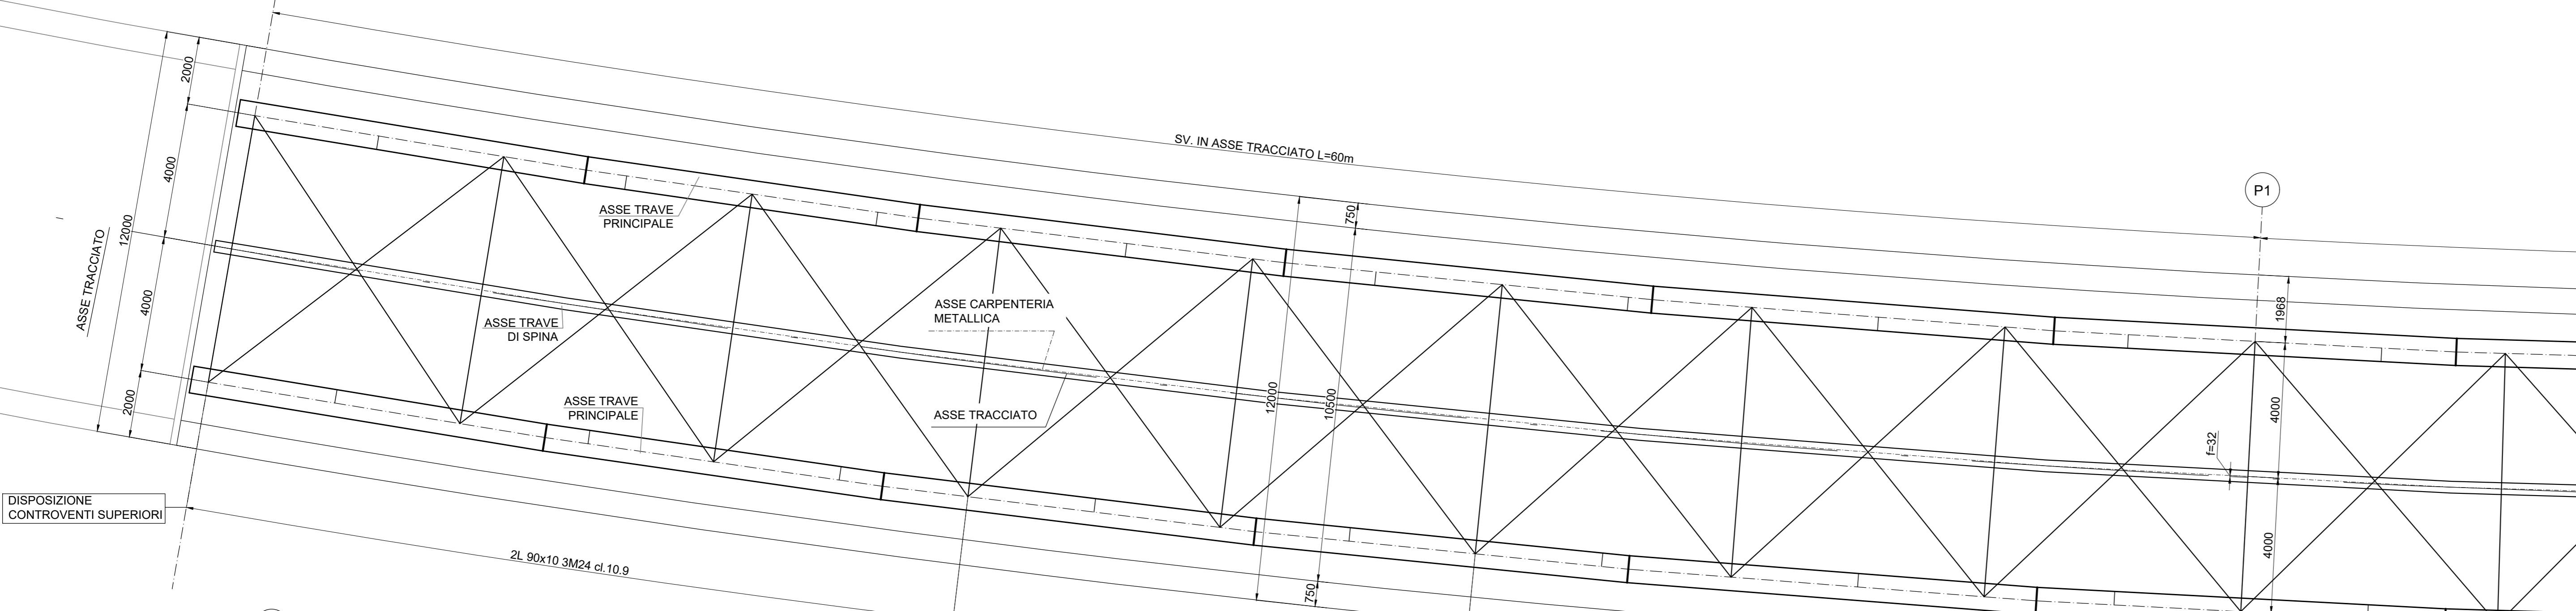 SV. IN ASSE TRACCIATO L=60m
P1
2000
4000
12000
4000
2000
ASSE TRACCIATO
ASSE TRAVE
PRINCIPALE
ASSE TRAVE
DI SPINA
ASSE TRAVE
PRINCIPALE
ASSE CARPENTERIA
METALLICA
ASSE TRACCIATO
750
12000
10500
750
1968
4000
f=32
4000
DISPOSIZIONE
CONTROVENTI SUPERIORI
2L 90x10 3M24 cl.10.9